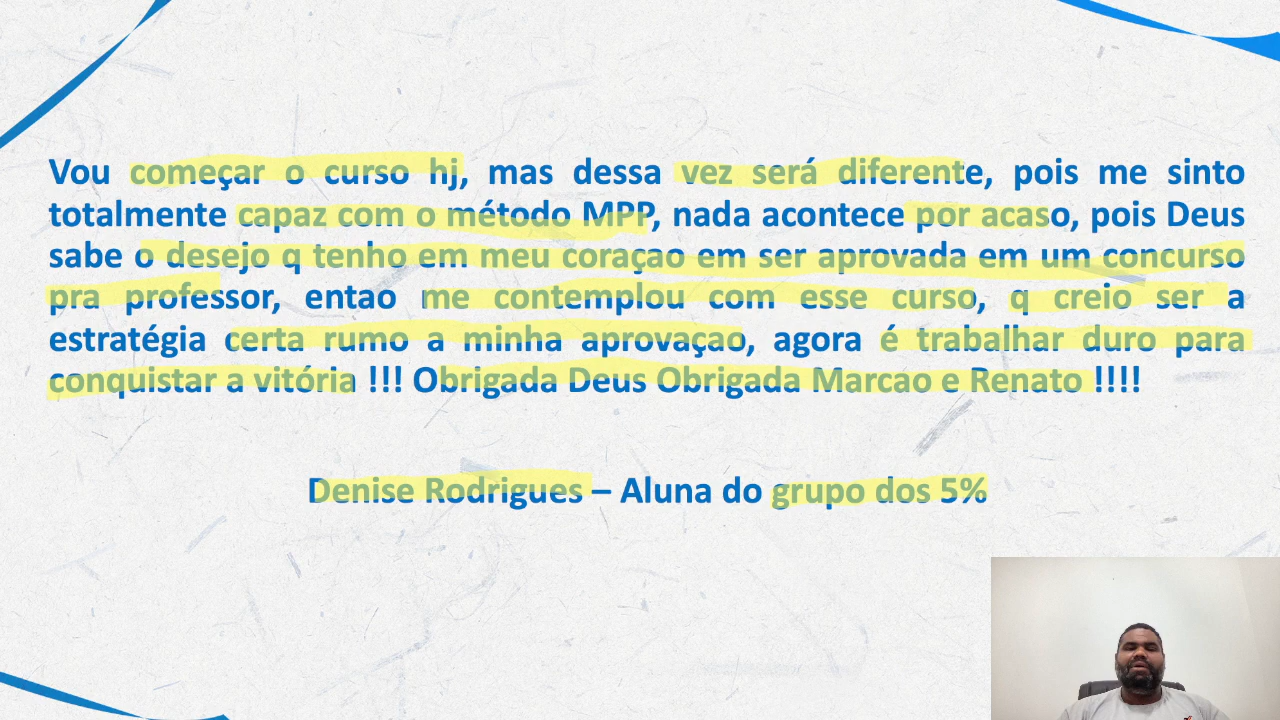 Vou começar o curso hj, mas dessa vez será diferente, pois me sinto
totalmente capaz com o método MPP, nada acontece por acaso, pois Deus
sabe o desejo q tenho em meu coraçao em ser aprovada em um concurso
pra professor, entao me contemplou com esse curso, q creio ser a
estratégia certa rumo a minha aprovaçao, agora é trabalhar duro para
conquistar a vitória !!! Obrigada Deus Obrigada Marcao e Renato !!!!
Denise Rodrigues – Aluna do grupo dos 5%